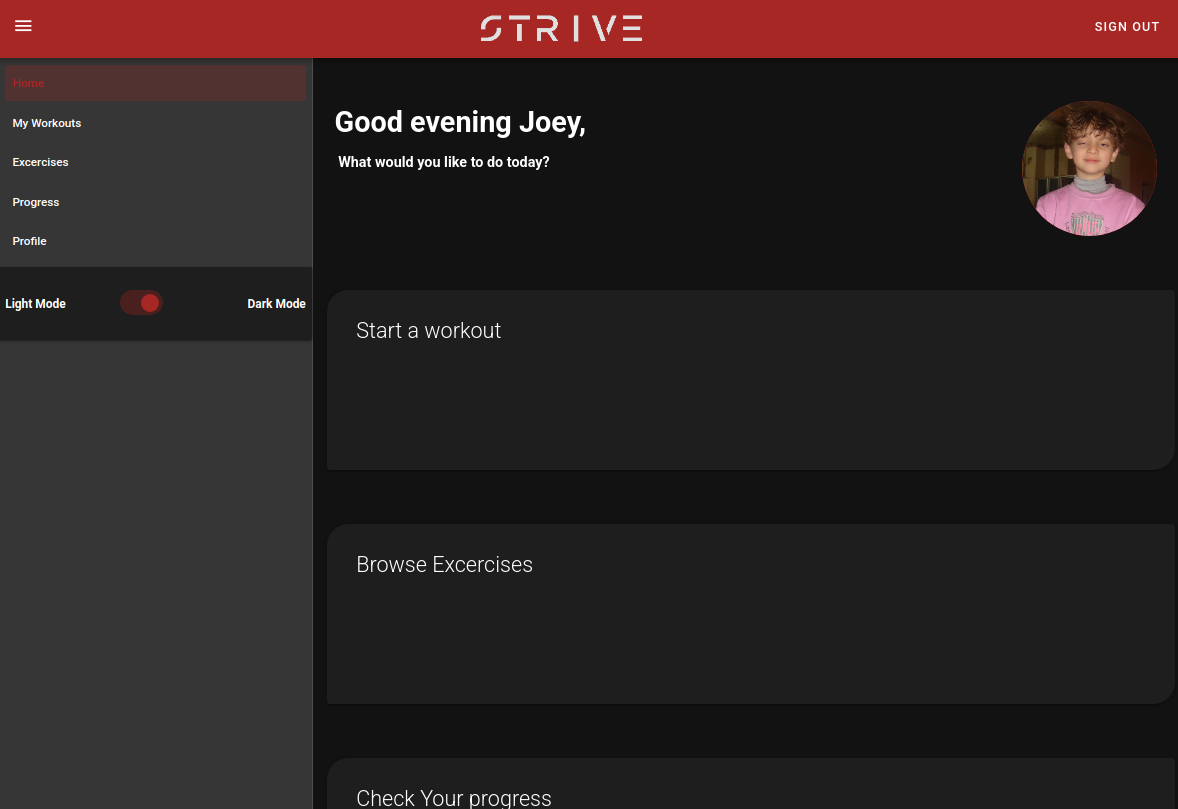 STRIVE
SIGN OUT
Home
My Workouts
Excercises
Progress
Profile
Light Mode
Dark Mode
Good evening Joey,
What would you like to do today?
Start a workout
Browse Excercises
Check Your progress